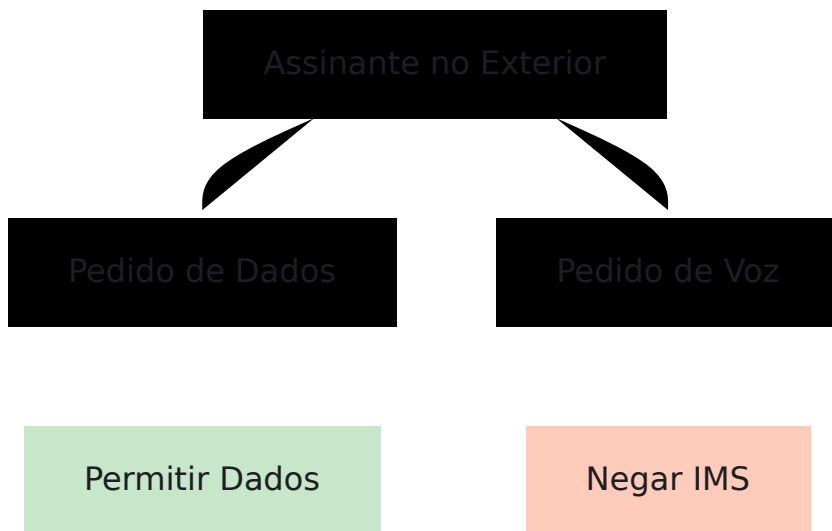 Assinante no Exterior
Pedido de Dados
Pedido de Voz
Permitir Dados
Negar IMS